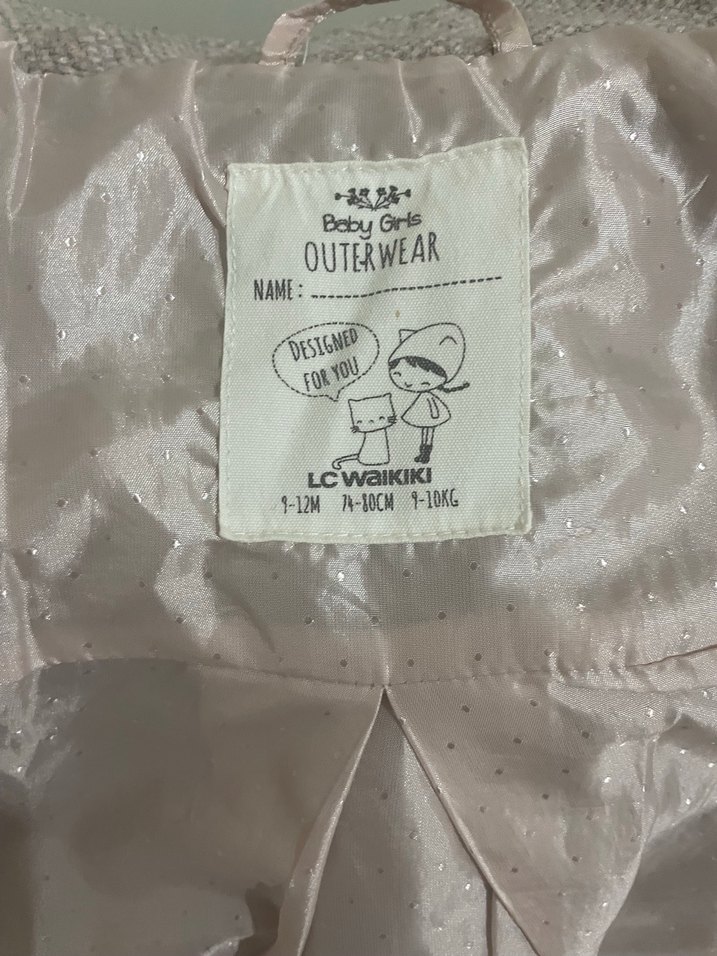 Baby Girls
OUTERWEAR
NAME: --------------------
DESIGNED
FOR YOU
LC WAIKIKI
9-12M 74-80CM 9-10KG